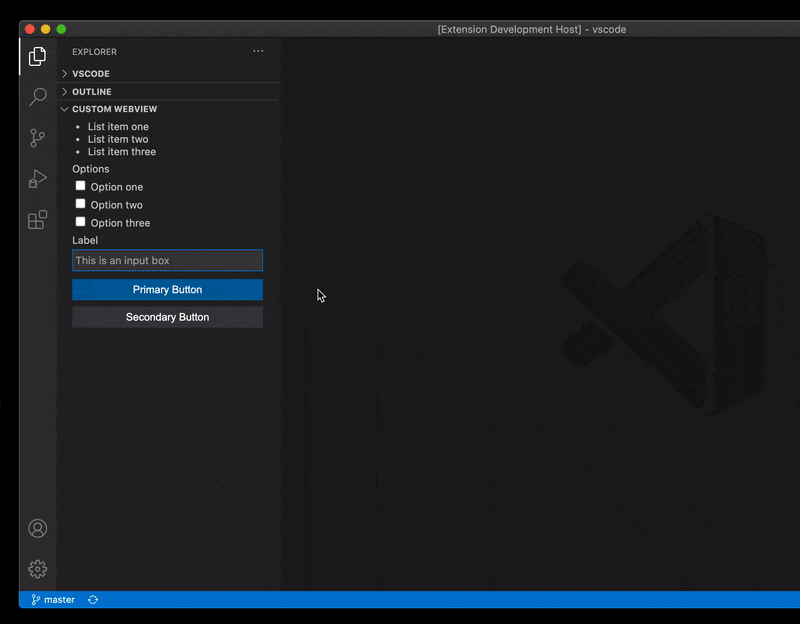 [Extension Development Host] - vscode
EXPLORER
VSCODE
OUTLINE
CUSTOM WEBVIEW
List item one
List item two
List item three
Options
Option one
Option two
Option three
Label
This is an input box
Primary Button
Secondary Button
master